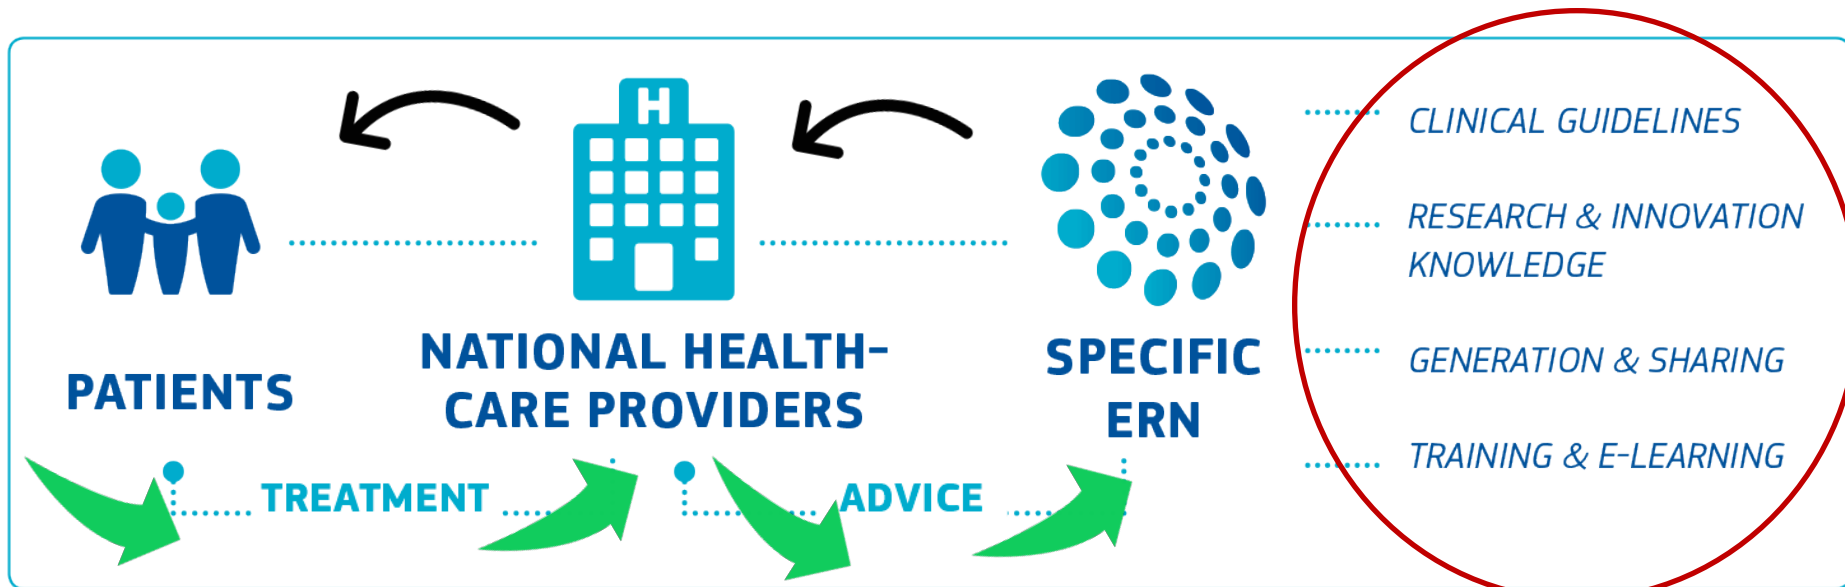 H
PATIENTS
NATIONAL HEALTH-
CARE PROVIDERS
SPECIFIC
ERN
TREATMENT
ADVICE
CLINICAL GUIDELINES
RESEARCH & INNOVATION
KNOWLEDGE
GENERATION & SHARING
TRAINING & E-LEARNING